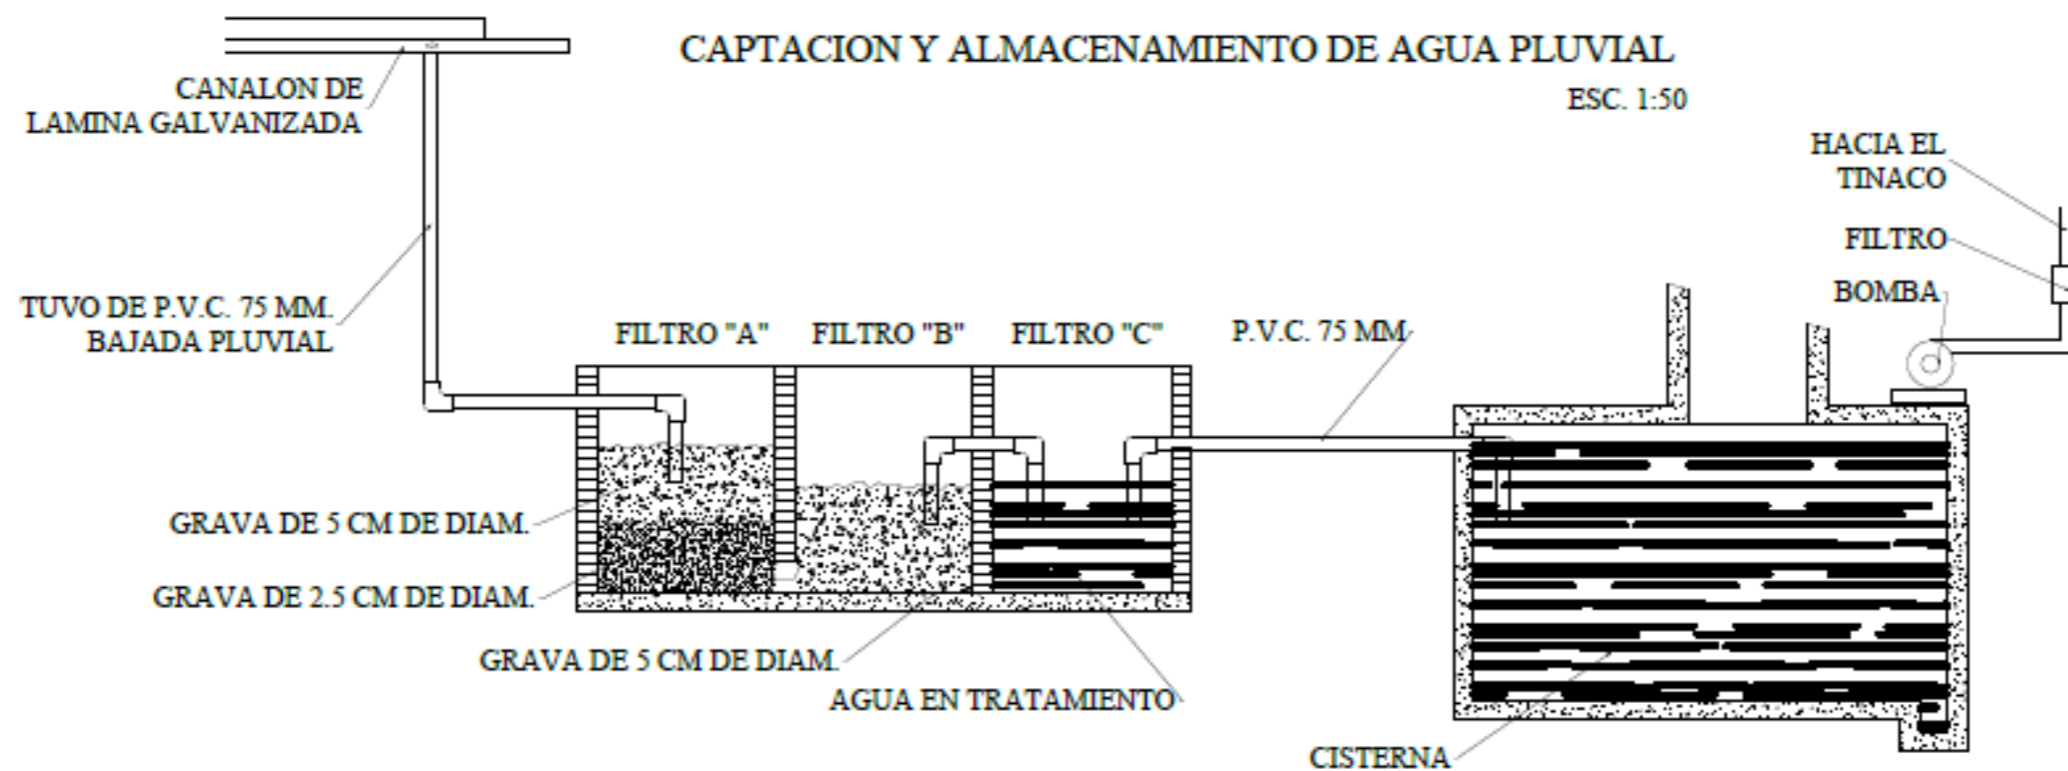 CAPTACION Y ALMACENAMIENTO DE AGUA PLUVIAL
ESC. 1:50
CANALON DE
LAMINA GALVANIZADA
HACIA EL
TINACO
FILTRO
BOMBA
TUVO DE P.V.C. 75 MM.
BAJADA PLUVIAL
FILTRO "A"
FILTRO "B"
FILTRO "C"
P.V.C. 75 MM
GRAVA DE 5 CM DE DIAM.
GRAVA DE 2.5 CM DE DIAM.
GRAVA DE 5 CM DE DIAM.
AGUA EN TRATAMIENTO
CISTERNA